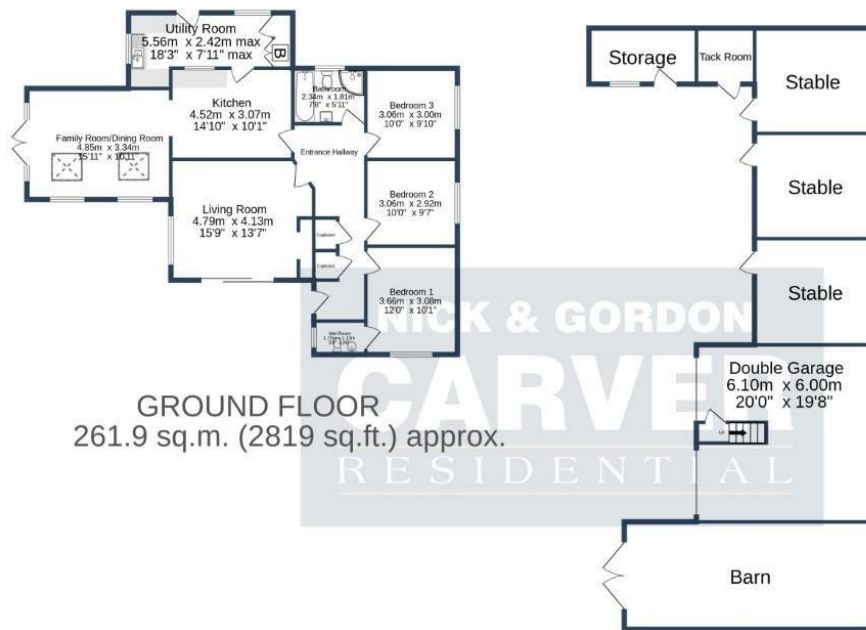 Utility Room
5.56m x 2.42m max
18'3" x 7'11" max
B
Storage
Tack Room
Stable
Kitchen
4.52m x 3.07m
14'10" x 10'1"
Bathroom
2.34m x 1.81m
7'8" x 5'11"
Bedroom 3
3.06m x 3.00m
10'0" x 9'10"
Family Room/Dining Room
4.85m x 3.34m
15'11" x 10'11"
Entrance Hallway
Living Room
4.79m x 4.13m
15'9" x 13'7"
Bedroom 2
3.06m x 2.92m
10'0" x 9'7"
Stable
Cupboard
Cupboard
Bedroom 1
3.66m x 3.08m
12'0" x 10'1"
Stable
Wet Room
NICK & GORDON
CARVER
RESIDENTIAL
Double Garage
6.10m x 6.00m
20'0" x 19'8"
UP
GROUND FLOOR
261.9 sq.m. (2819 sq.ft.) approx.
Barn